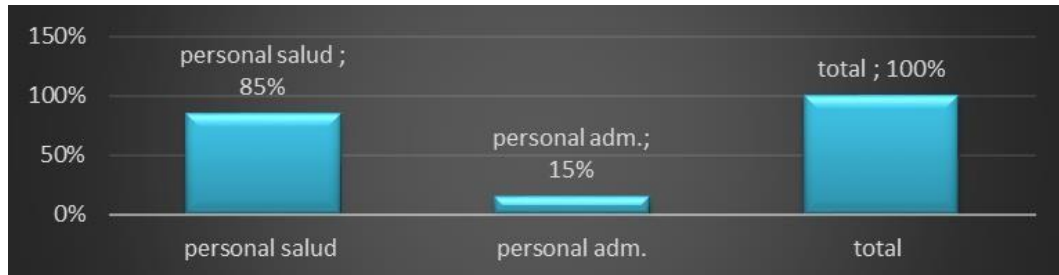 150%
personal salud ;
85%
total ; 100%
100%
personal adm.;
15%
50%
0%
personal salud
personal adm.
total